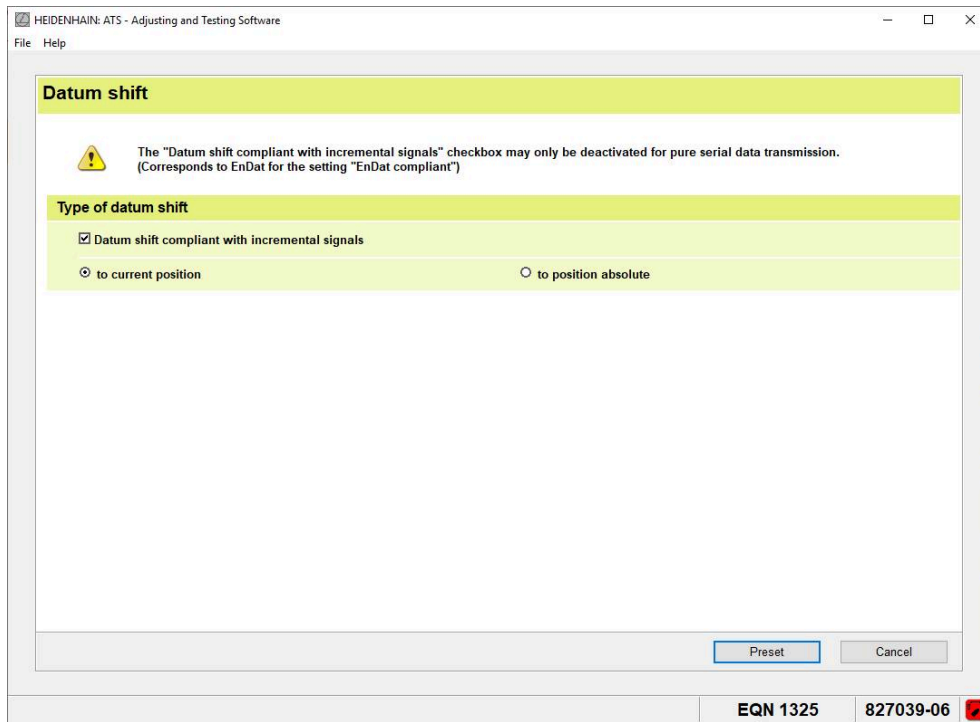 HEIDENHAIN: ATS - Adjusting and Testing Software
File Help
Datum shift
The "Datum shift compliant with incremental signals" checkbox may only be deactivated for pure serial data transmission.
(Corresponds to EnDat for the setting "EnDat compliant")
Type of datum shift
Datum shift compliant with incremental signals
to current position to position absolute
Preset Cancel
EQN 1325 827039-06